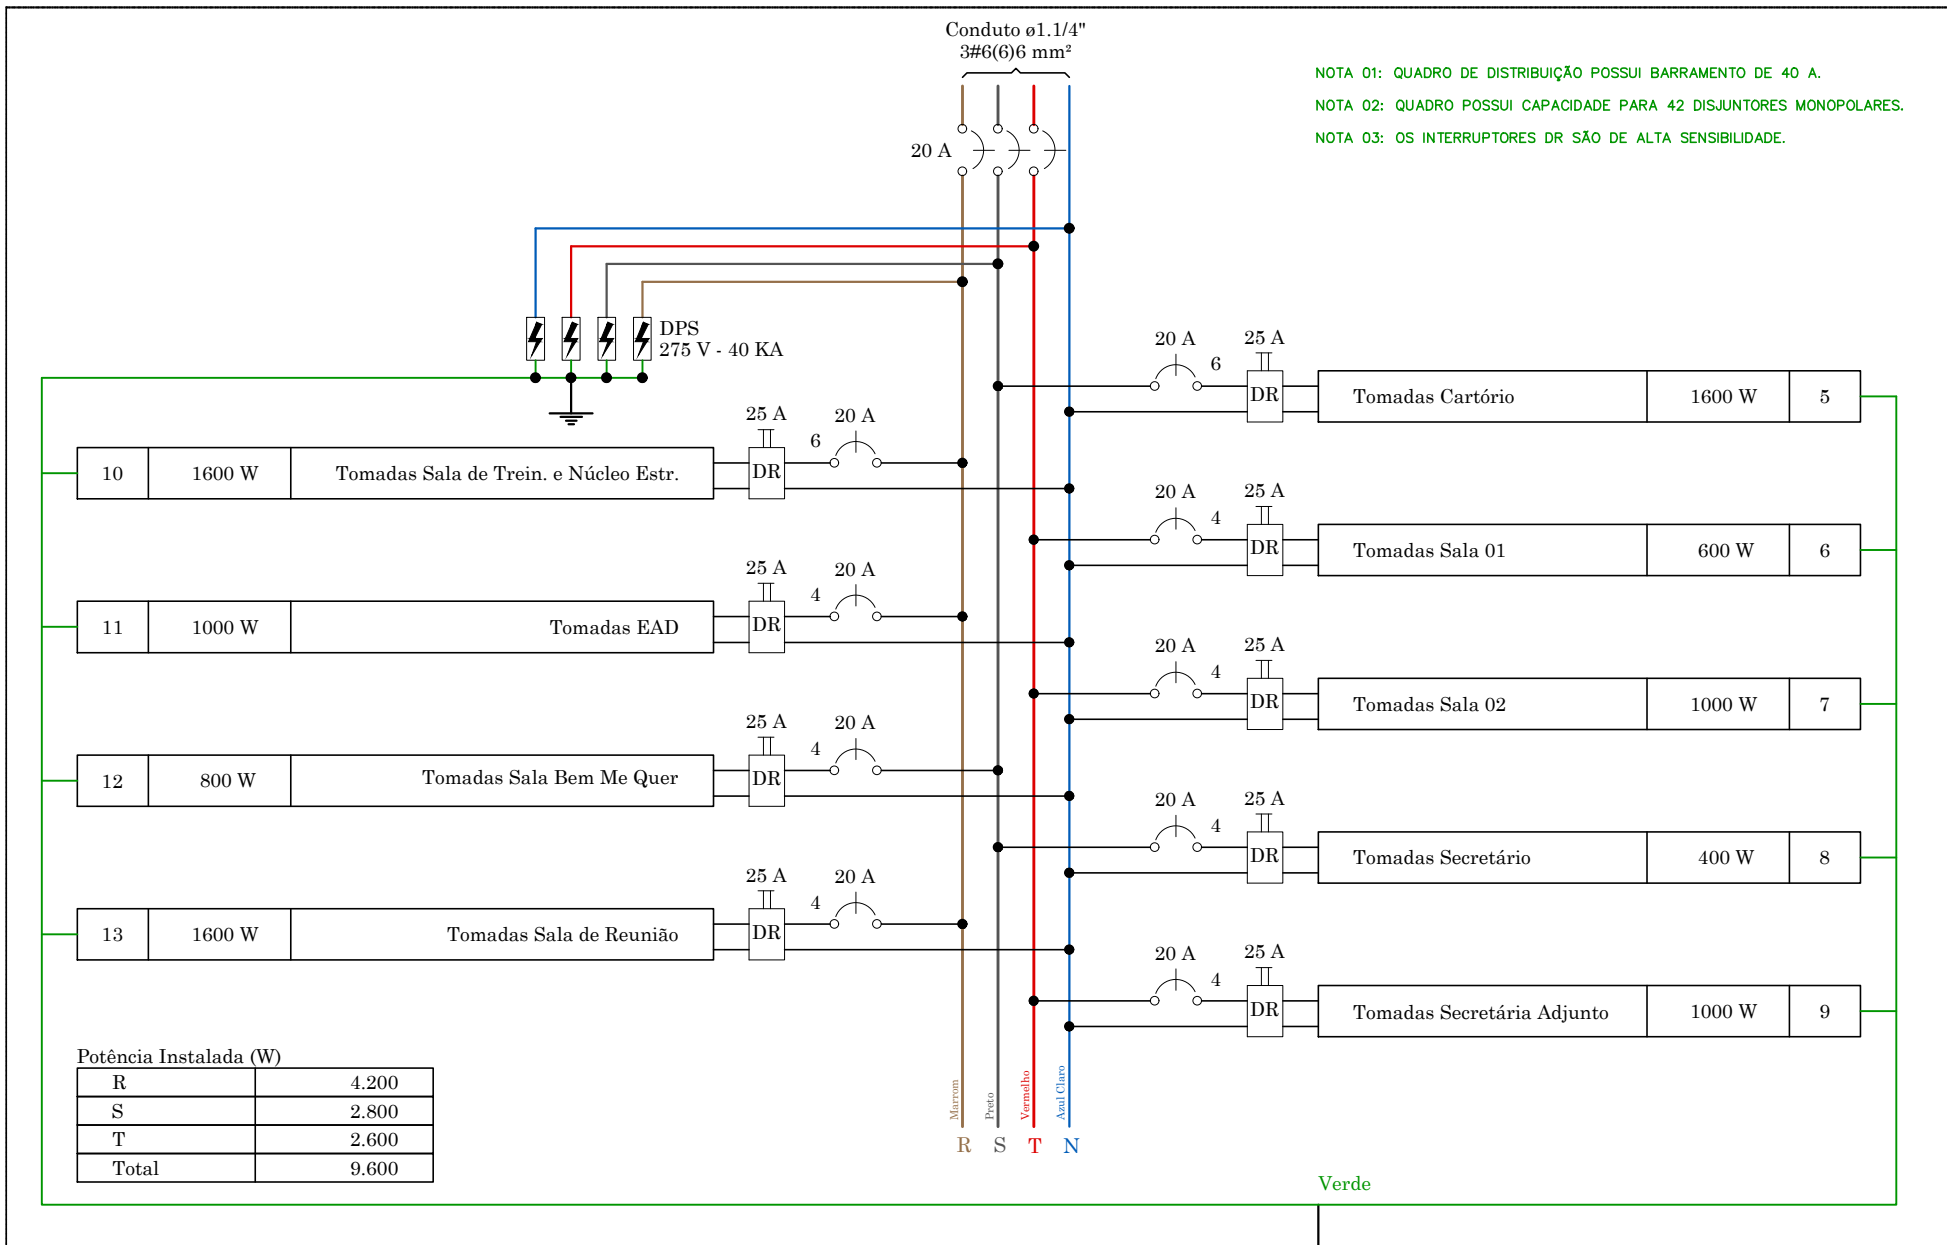 Conduto ø1.1/4"
3#6(6)6 mm²
NOTA 01: QUADRO DE DISTRIBUIÇÃO POSSUI BARRAMENTO DE 40 A.
NOTA 02: QUADRO POSSUI CAPACIDADE PARA 42 DISJUNTORES MONOPOLARES.
NOTA 03: OS INTERRUPTORES DR SÃO DE ALTA SENSIBILIDADE.
20 A
DPS
275 V - 40 KA
20 A 6 25 A
DR Tomadas Cartório 1600 W 5
25 A 6 20 A
10 1600 W Tomadas Sala de Trein. e Núcleo Estr. DR
20 A 4 25 A
DR Tomadas Sala 01 600 W 6
25 A 4 20 A
11 1000 W Tomadas EAD DR
20 A 4 25 A
DR Tomadas Sala 02 1000 W 7
25 A 4 20 A
12 800 W Tomadas Sala Bem Me Quer DR
20 A 4 25 A
DR Tomadas Secretário 400 W 8
25 A 4 20 A
13 1600 W Tomadas Sala de Reunião DR
20 A 4 25 A
DR Tomadas Secretária Adjunto 1000 W 9
Potência Instalada (W)
R 4.200
S 2.800
T 2.600
Total 9.600
Marrom
Preto
Vermelho
Azul Claro
R S T N
Verde